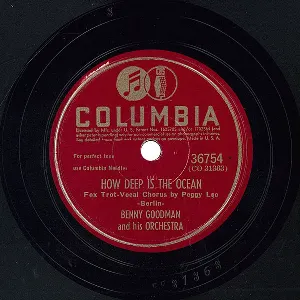 COLUMBIA
For perfect tone
use Columbia Needles
36754
(CO 31363)
HOW DEEP IS THE OCEAN
Fox Trot-Vocal Chorus by Peggy Lee
-Berlin-
BENNY GOODMAN
and his ORCHESTRA